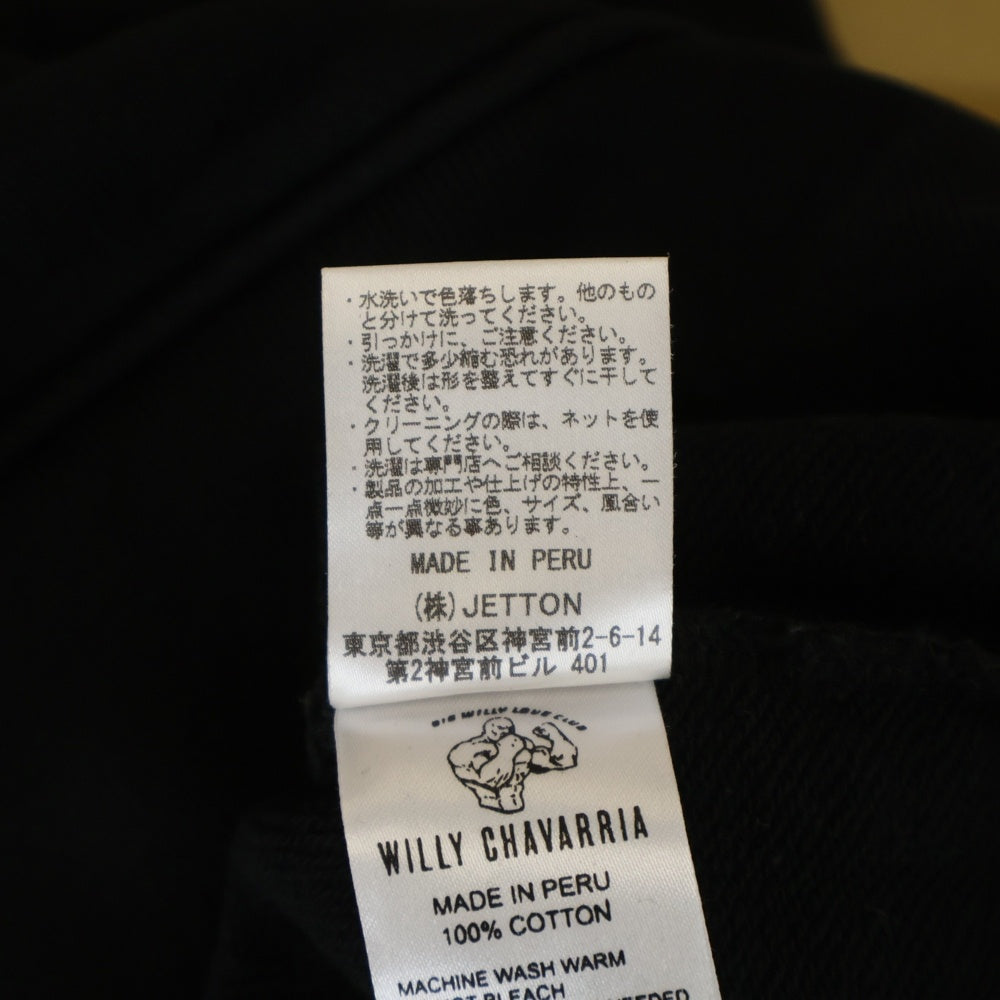 ・水洗いで色落ちします。他のもの
と分けて洗ってください。
・引っかけに、ご注意ください。
・洗濯で多少縮む恐れがあります。
洗濯後は形を整えてすぐに干して
ください。
・クリーニングの際は、ネットを使
用してください。
・洗濯は専門店へご相談ください。
・製品の加工や仕上げの特性上、一
点一点微妙に色、サイズ、風合い
等が異なる事あります。
MADE IN PERU
(株)JETTON
東京都渋谷区神宮前2-6-14
第2神宮前ビル 401
BIG WILLY LOVE CLUB
WILLY CHAVARRIA
MADE IN PERU
100% COTTON
MACHINE WASH WARM
BLEACH